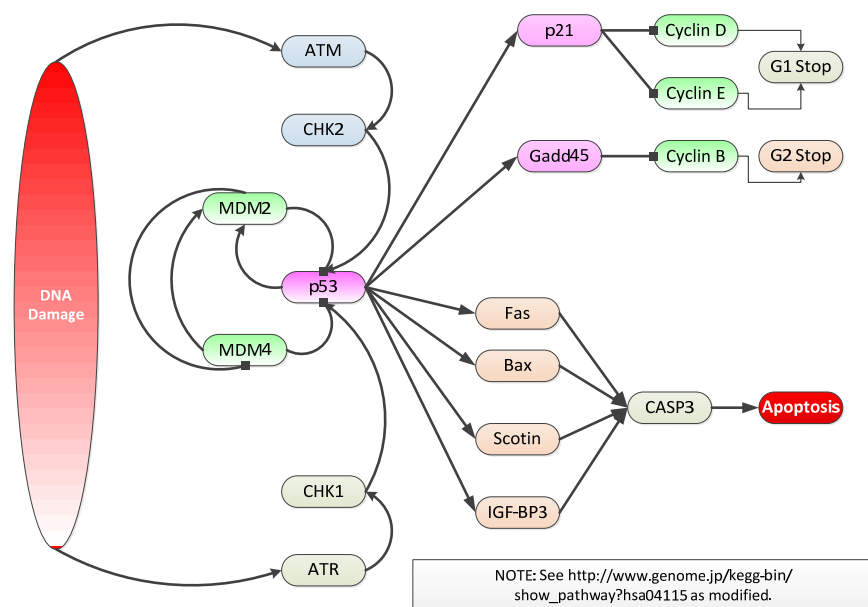 ATM
p21
Cyclin D
G1 Stop
Cyclin E
CHK2
Gadd45
Cyclin B
G2 Stop
MDM2
DNA
Damage
p53
Fas
MDM4
Bax
CASP3
Apoptosis
Scotin
CHK1
IGF-BP3
ATR
NOTE: See http://www.genome.jp/kegg-bin/
show_pathway?hsa04115 as modified.